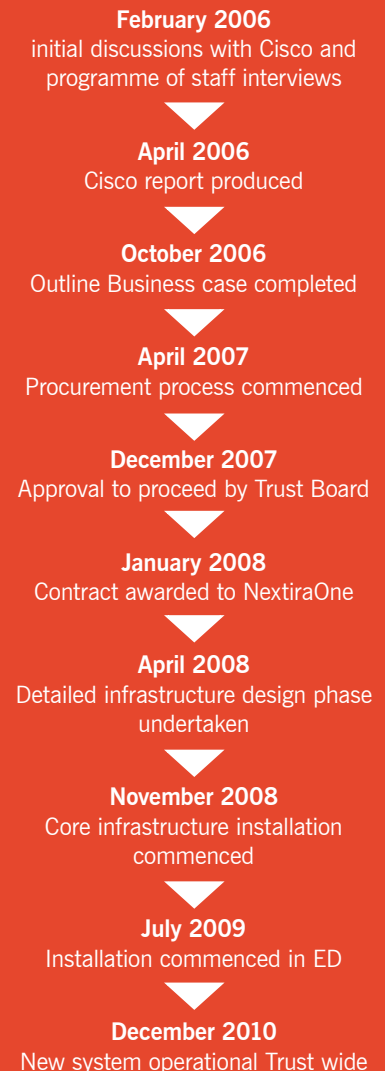 February 2006
initial discussions with Cisco and
programme of staff interviews
April 2006
Cisco report produced
October 2006
Outline Business case completed
April 2007
Procurement process commenced
December 2007
Approval to proceed by Trust Board
January 2008
Contract awarded to NextiraOne
April 2008
Detailed infrastructure design phase
undertaken
November 2008
Core infrastructure installation
commenced
July 2009
Installation commenced in ED
December 2010
New system operational Trust wide